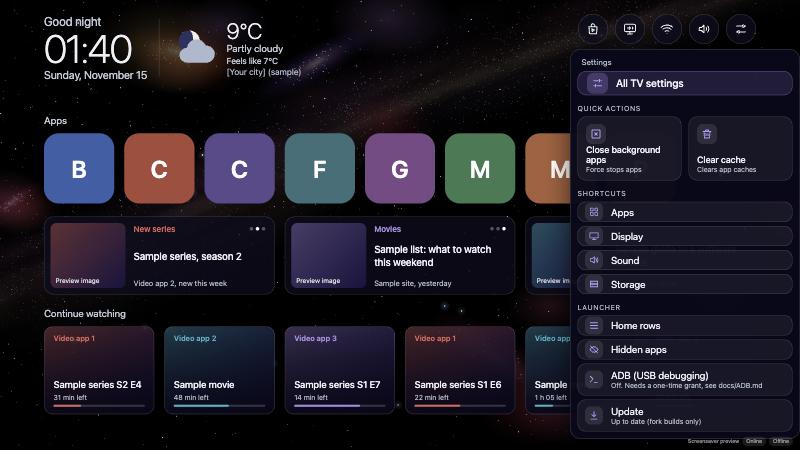 Good night
01:40
Sunday, November 15
9°C
Partly cloudy
Feels like 7°C
[Your city] (sample)
Apps
B
C
C
F
G
M
M
New series
Sample series, season 2
Video app 2, new this week
Preview image
Movies
Sample list: what to watch
this weekend
Sample site, yesterday
Preview image
Preview im
Continue watching
Video app 1
Sample series S2 E4
31 min left
Video app 2
Sample movie
48 min left
Video app 3
Sample series S1 E7
14 min left
Video app 1
Sample series S1 E6
22 min left
Video app
Sample
1 h 05 left
Settings
All TV settings
QUICK ACTIONS
Close background
apps
Force stops apps
Clear cache
Clears app caches
SHORTCUTS
Apps
Display
Sound
Storage
LAUNCHER
Home rows
Hidden apps
ADB (USB debugging)
Off. Needs a one-time grant, see docs/ADB.md
Update
Up to date (fork builds only)
Screensaver preview Online Offline